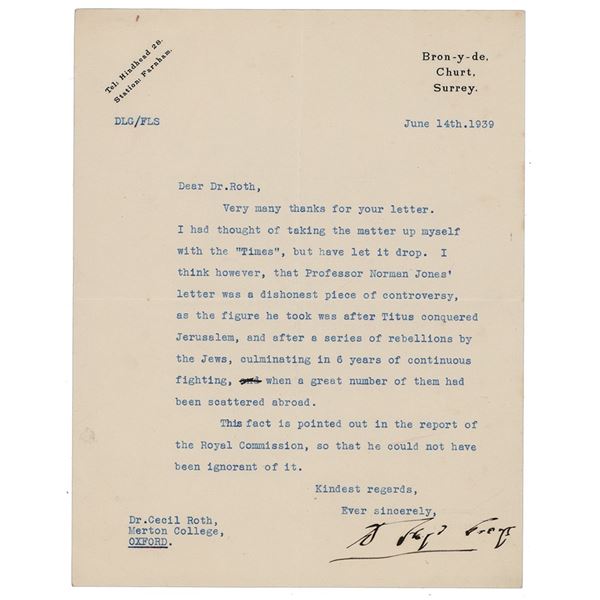 Tel: Hindhead 28.
Station: Farnham.
Bron-y-de,
Churt,
Surrey.
DLG/FLS
June 14th.1939
Dear Dr.Roth,
Very many thanks for your letter.
I had thought of taking the matter up myself
with the "Times", but have let it drop. I
think however, that Professor Norman Jones'
letter was a dishonest piece of controversy,
as the figure he took was after Titus conquered
Jerusalem, and after a series of rebellions by
the Jews, culminating in 6 years of continuous
fighting, and when a great number of them had
been scattered abroad.
This fact is pointed out in the report of
the Royal Commission, so that he could not have
been ignorant of it.
Kindest regards,
Ever sincerely,
D Lloyd George
Dr.Cecil Roth,
Merton College,
OXFORD.